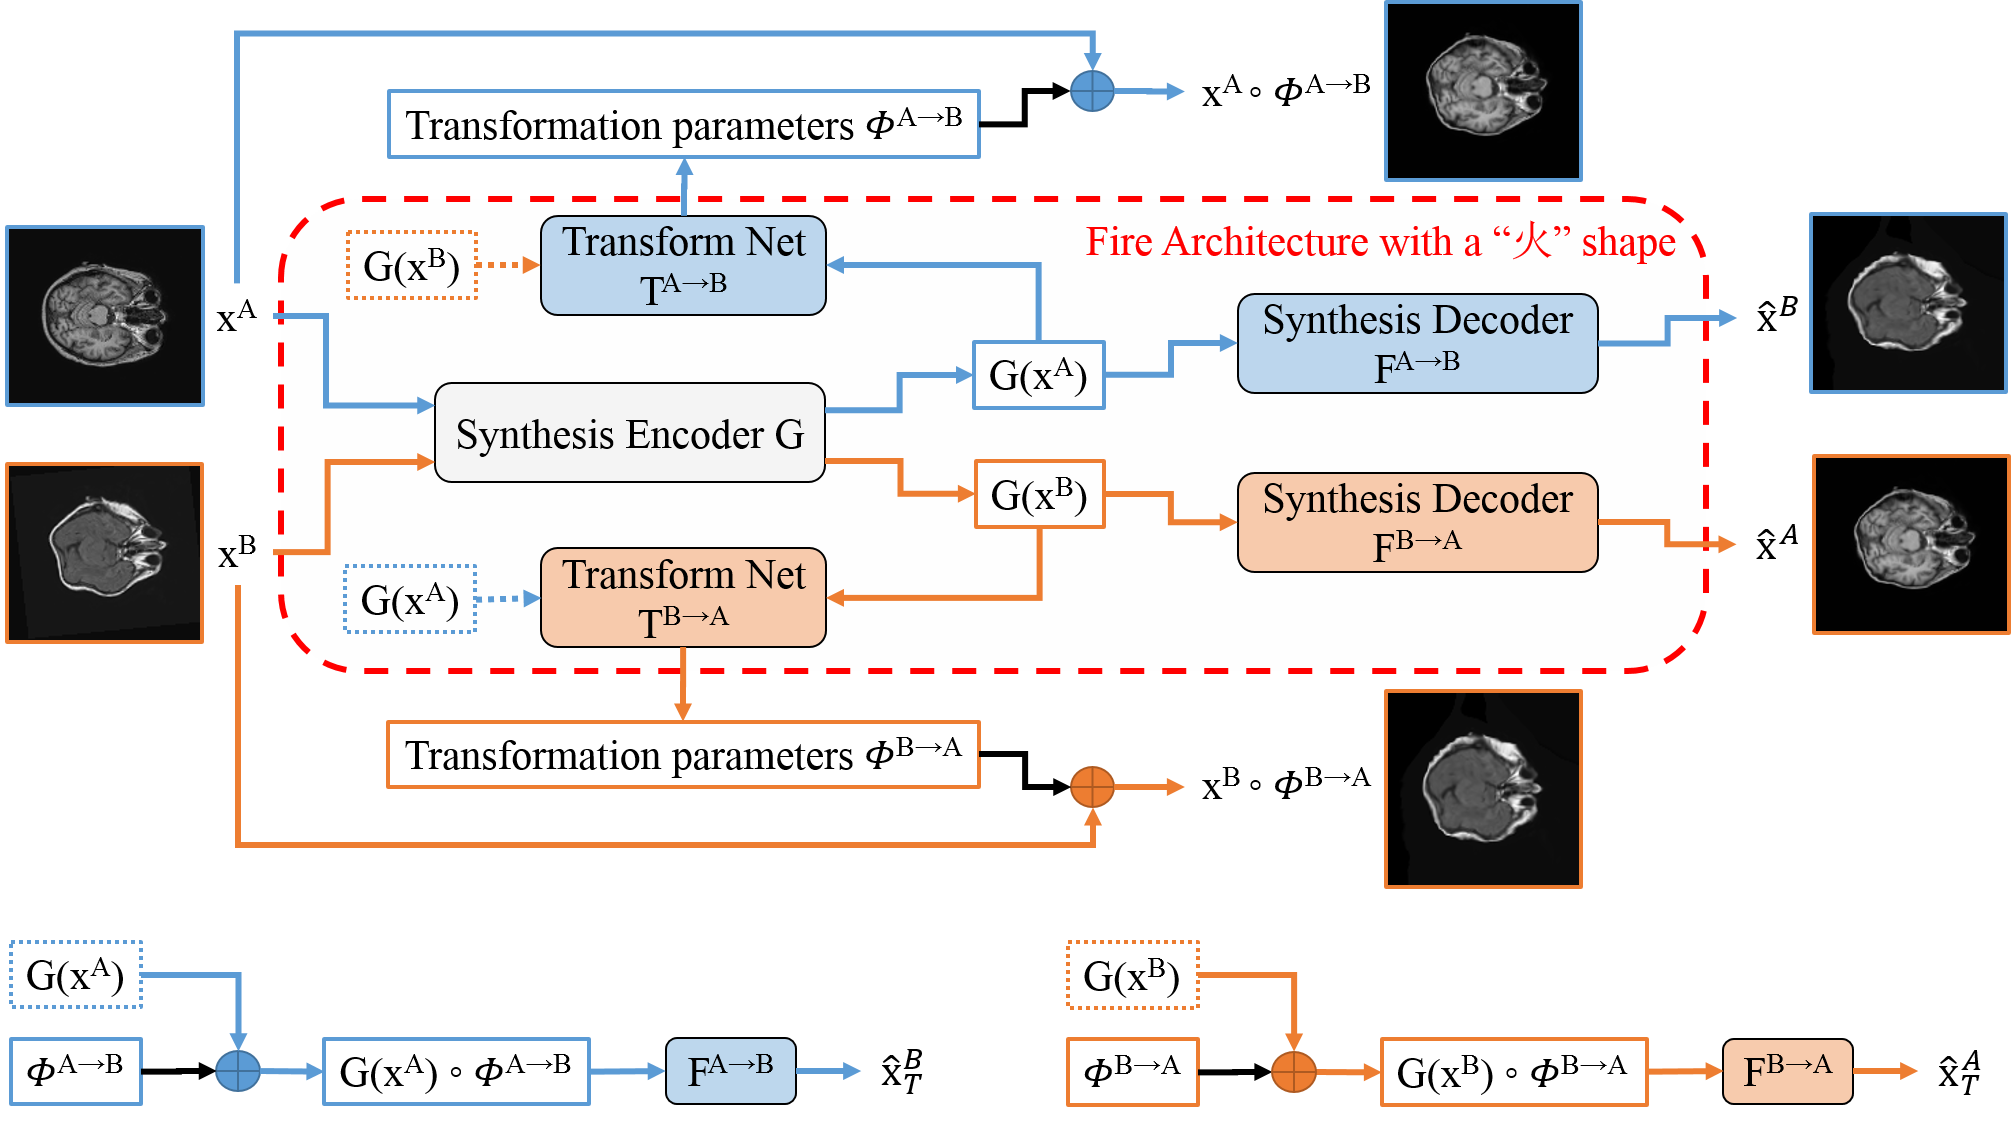 x^A ∘ Φ^{A→B}
Transformation parameters Φ^{A→B}
Fire Architecture with a “火” shape
G(x^B)
Transform Net
T^{A→B}
x^A
Synthesis Decoder
F^{A→B}
x̂^B
G(x^A)
Synthesis Encoder G
G(x^B)
Synthesis Decoder
F^{B→A}
x̂^A
x^B
G(x^A)
Transform Net
T^{B→A}
Transformation parameters Φ^{B→A}
x^B ∘ Φ^{B→A}
G(x^A)
Φ^{A→B}
G(x^A) ∘ Φ^{A→B}
F^{A→B}
x̂_T^B
G(x^B)
Φ^{B→A}
G(x^B) ∘ Φ^{B→A}
F^{B→A}
x̂_T^A